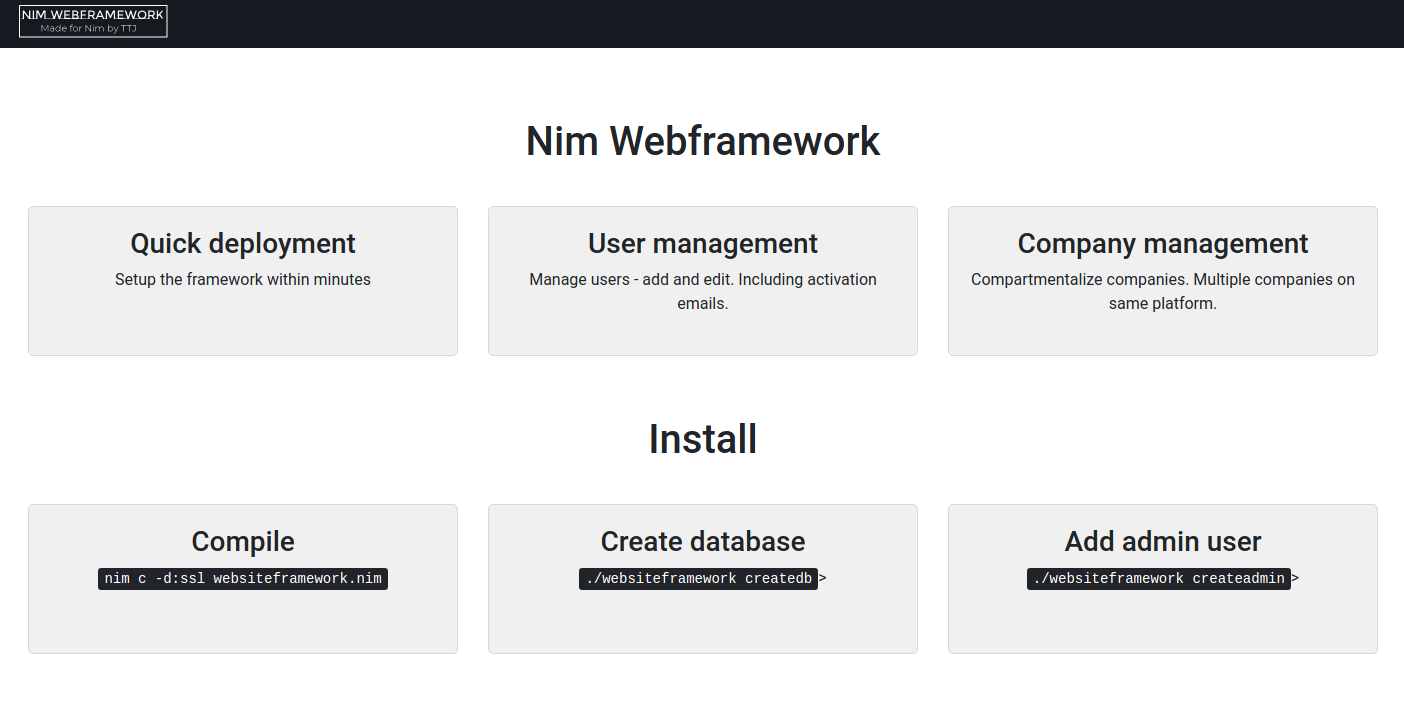 NIM WEBFRAMEWORK
Made for Nim by TTJ
Nim Webframework
Quick deployment
Setup the framework within minutes
User management
Manage users - add and edit. Including activation
emails.
Company management
Compartmentalize companies. Multiple companies on
same platform.
Install
Compile
nim c -d:ssl websiteframework.nim
Create database
./websiteframework createdb>
Add admin user
./websiteframework createadmin>